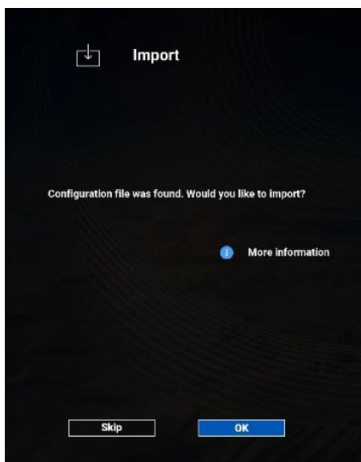 Import
Configuration file was found. Would you like to import?
More information
Skip
OK